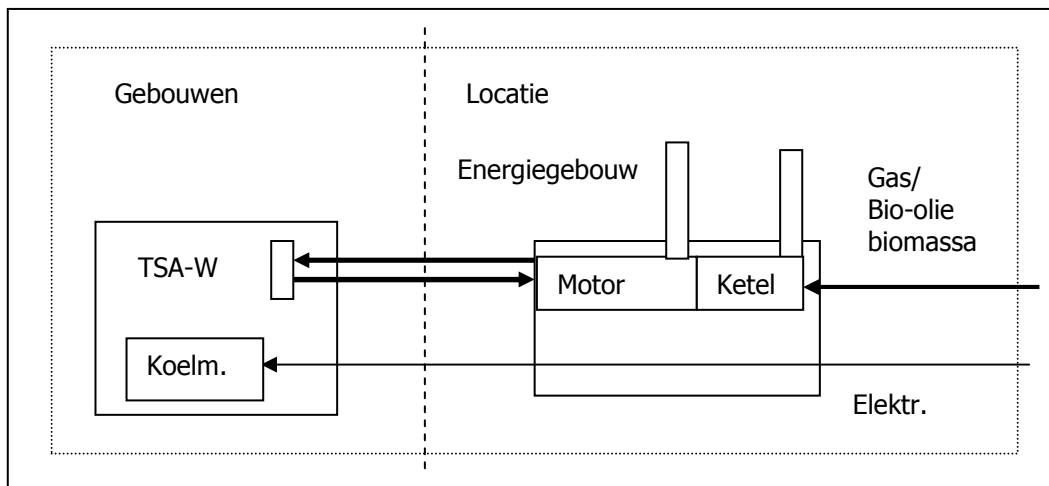 Gebouwen
Locatie
Energiegebouw
Gas/
Bio-olie
biomassa
TSA-W
Motor
Ketel
Koelm.
Elektr.